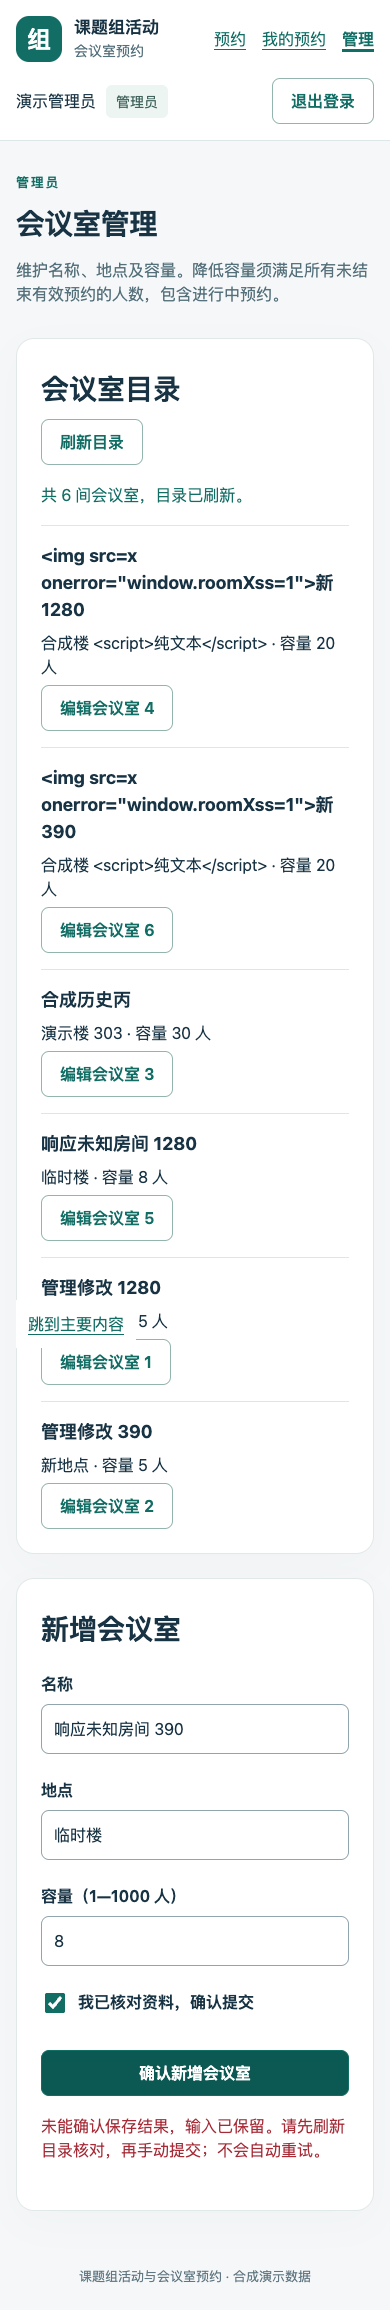 组
课题组活动
会议室预约
预约 我的预约 管理
演示管理员 管理员
退出登录
管理员
会议室管理
维护名称、地点及容量。降低容量须满足所有未结
束有效预约的人数，包含进行中预约。
会议室目录
刷新目录
共 6 间会议室，目录已刷新。
<img src=x
onerror="window.roomXss=1">新
1280
合成楼 <script>纯文本</script> · 容量 20
人
编辑会议室 4
<img src=x
onerror="window.roomXss=1">新
390
合成楼 <script>纯文本</script> · 容量 20
人
编辑会议室 6
合成历史丙
演示楼 303 · 容量 30 人
编辑会议室 3
响应未知房间 1280
临时楼 · 容量 8 人
编辑会议室 5
管理修改 1280
跳到主要内容 5 人
编辑会议室 1
管理修改 390
新地点 · 容量 5 人
编辑会议室 2
新增会议室
名称
响应未知房间 390
地点
临时楼
容量（1—1000 人）
8
我已核对资料，确认提交
确认新增会议室
未能确认保存结果，输入已保留。请先刷新
目录核对，再手动提交；不会自动重试。
课题组活动与会议室预约 · 合成演示数据